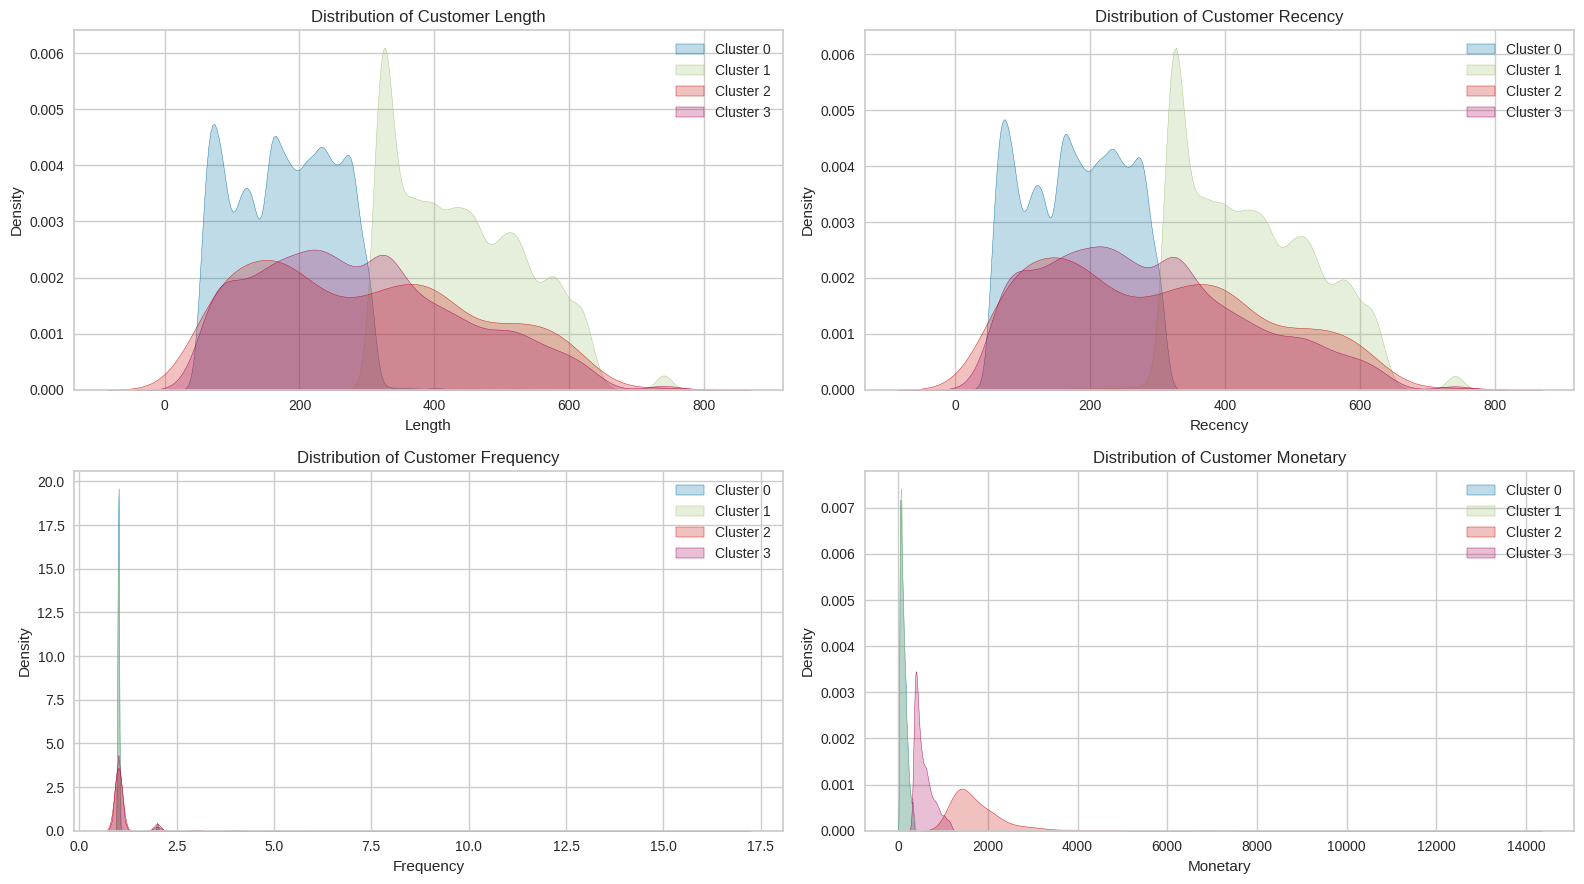 Distribution of Customer Length
0.006
0.005
0.004
0.003
0.002
0.001
0.000
Density
0
200
400
600
800
Length
Cluster 0
Cluster 1
Cluster 2
Cluster 3
Distribution of Customer Recency
0.006
0.005
0.004
0.003
0.002
0.001
0.000
Density
0
200
400
600
800
Recency
Cluster 0
Cluster 1
Cluster 2
Cluster 3
Distribution of Customer Frequency
20.0
17.5
15.0
12.5
10.0
7.5
5.0
2.5
0.0
Density
0.0
2.5
5.0
7.5
10.0
12.5
15.0
17.5
Frequency
Cluster 0
Cluster 1
Cluster 2
Cluster 3
Distribution of Customer Monetary
0.007
0.006
0.005
0.004
0.003
0.002
0.001
0.000
Density
0
2000
4000
6000
8000
10000
12000
14000
Monetary
Cluster 0
Cluster 1
Cluster 2
Cluster 3